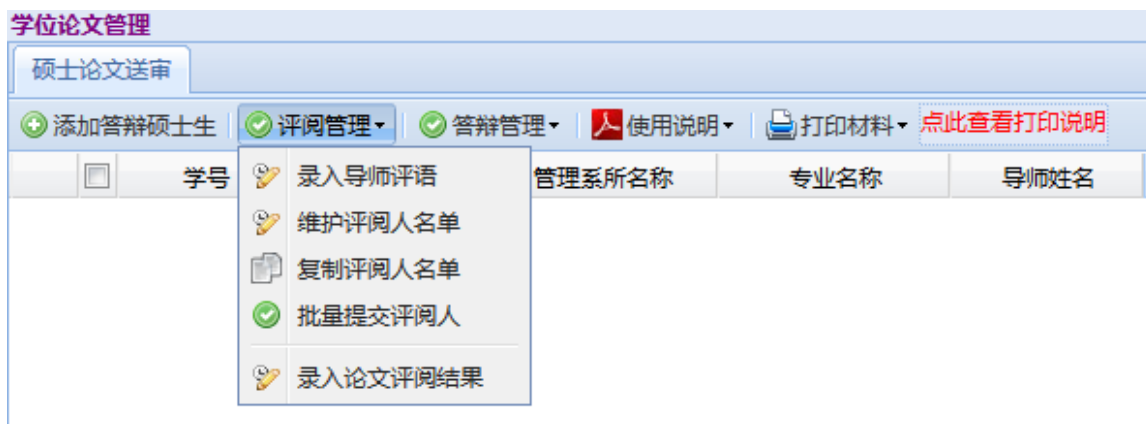 学位论文管理
硕士论文送审
添加答辩硕士生 评阅管理 答辩管理 使用说明 打印材料 点此查看打印说明
学号 管理系所名称 专业名称 导师姓名
录入导师评语
维护评阅人名单
复制评阅人名单
批量提交评阅人
录入论文评阅结果